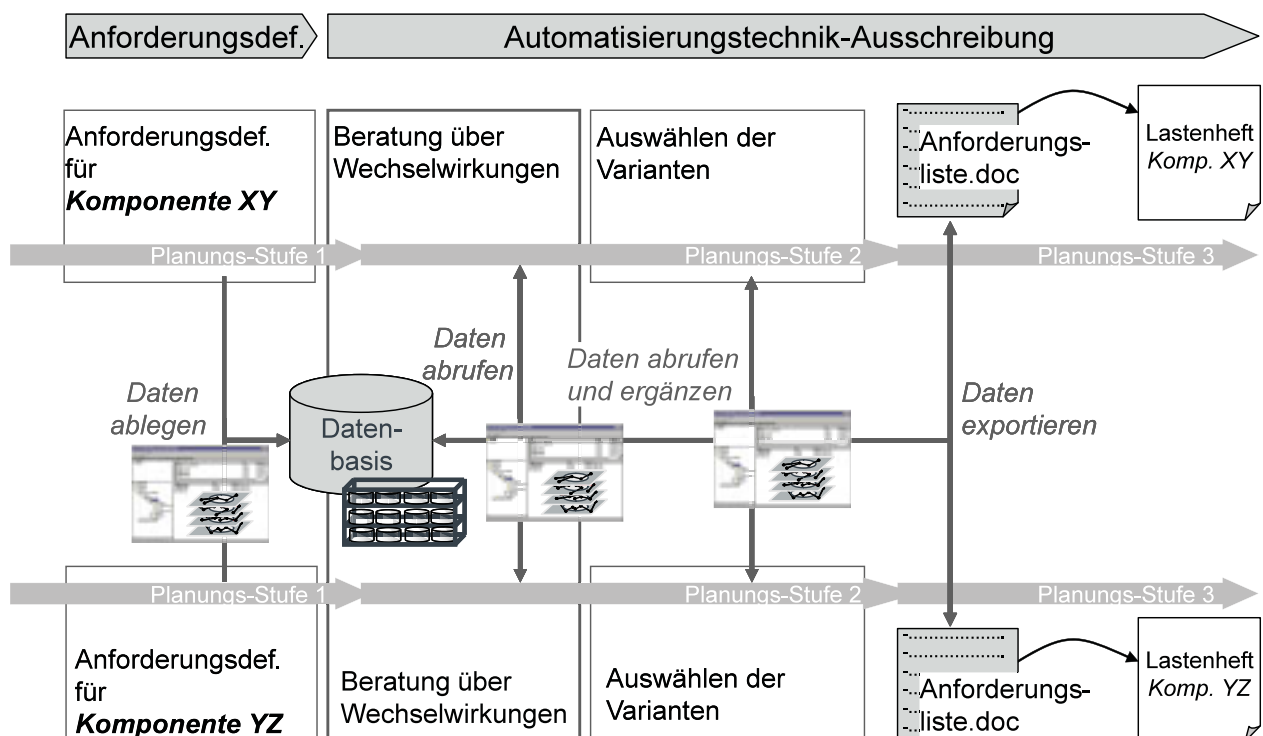 Anforderungsdef.
Automatisierungstechnik-Ausschreibung
Anforderungsdef.
für
Komponente XY
Beratung über
Wechselwirkungen
Auswählen der
Varianten
Anforderungs-
liste.doc
Lastenheft
Komp. XY
Planungs-Stufe 1
Planungs-Stufe 2
Planungs-Stufe 3
Daten
ablegen
Daten-
basis
Daten
abrufen
Daten abrufen
und ergänzen
Daten
exportieren
Planungs-Stufe 1
Planungs-Stufe 2
Planungs-Stufe 3
Anforderungsdef.
für
Komponente YZ
Beratung über
Wechselwirkungen
Auswählen der
Varianten
Anforderungs-
liste.doc
Lastenheft
Komp. YZ